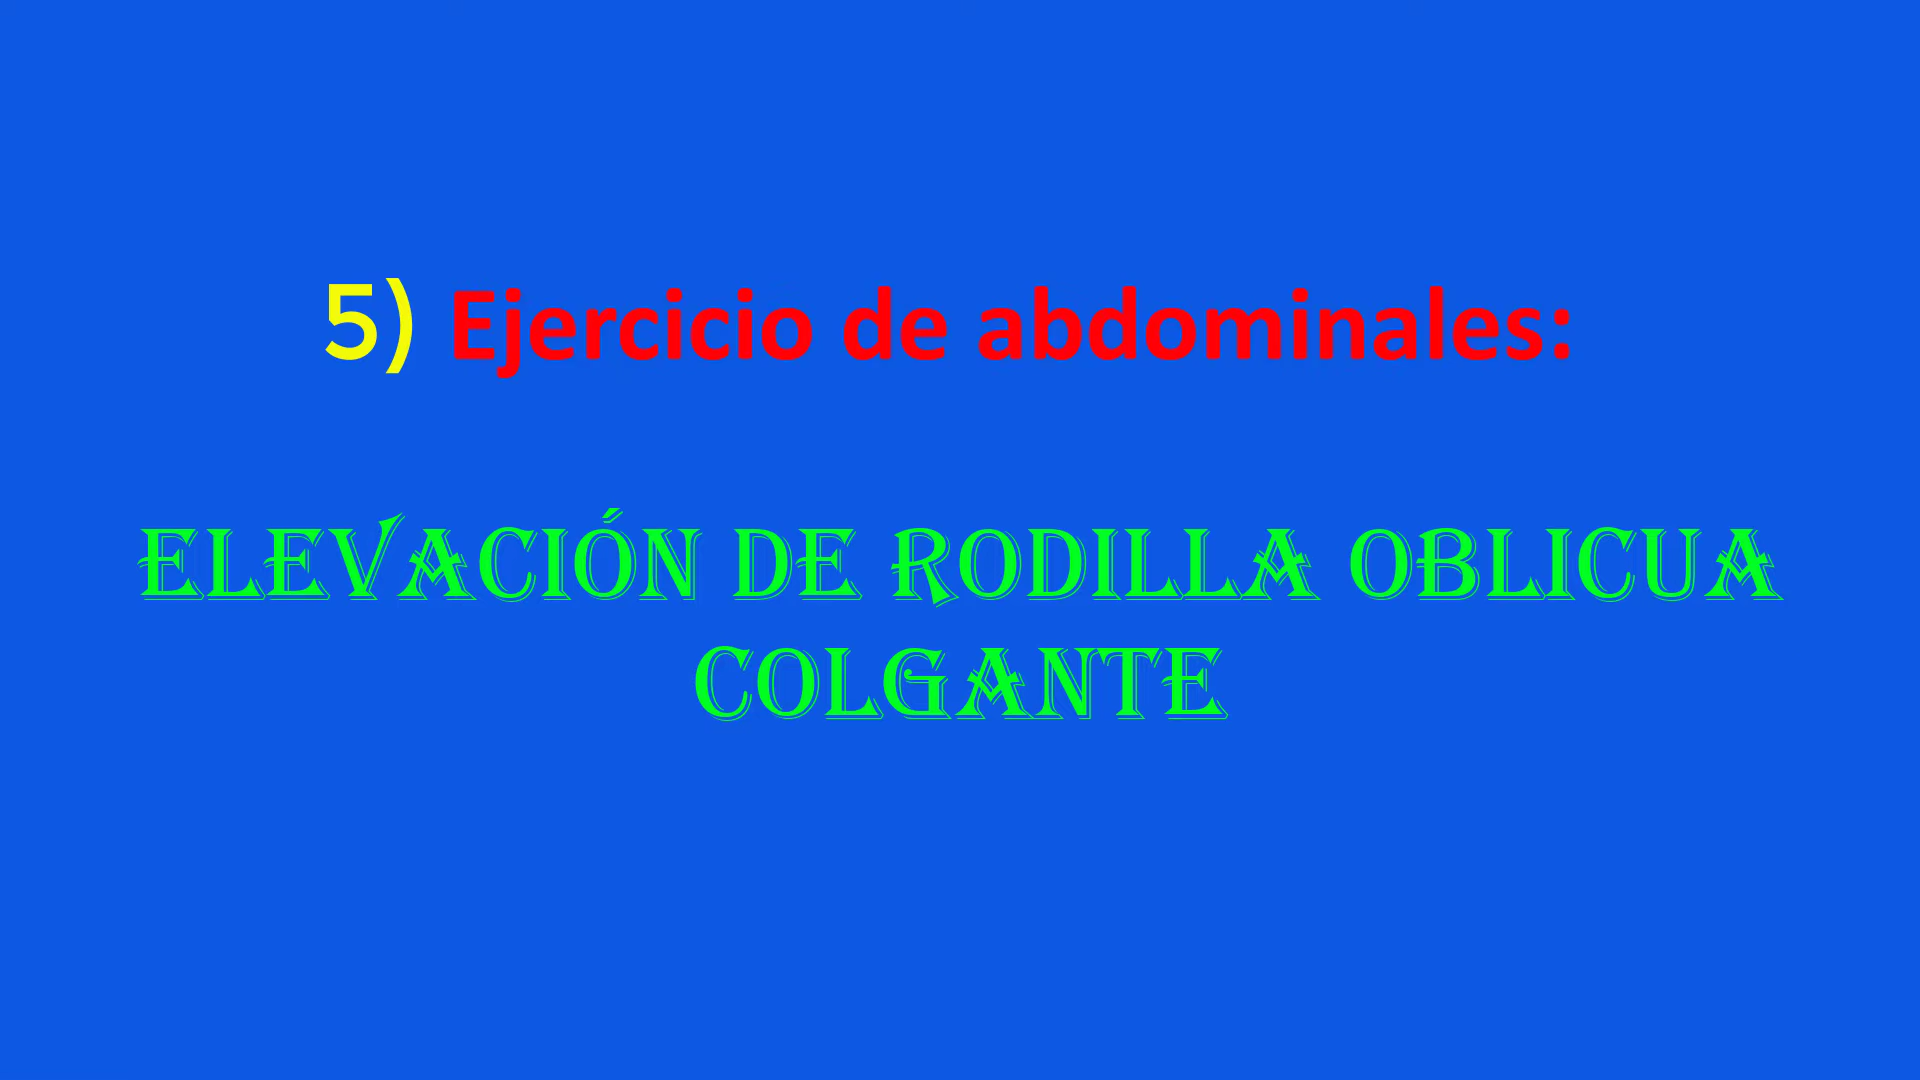 5) Ejercicio de abdominales:
ELEVACIÓN DE RODILLA OBLICUA
COLGANTE